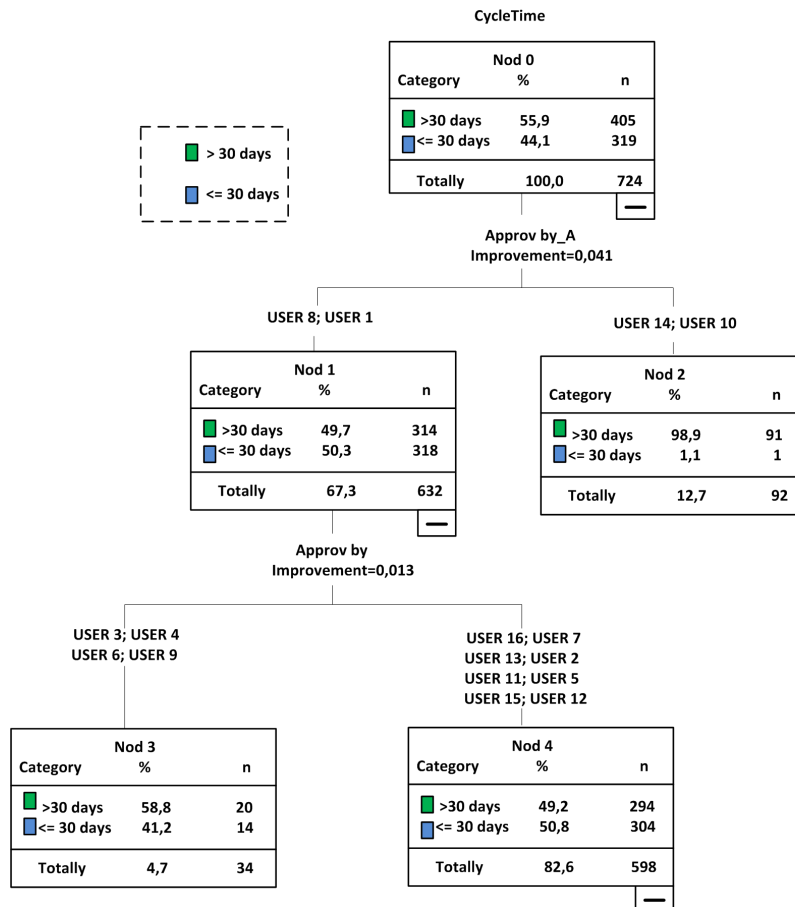 CycleTime
Nod 0
Category % n
>30 days 55,9 405
<= 30 days 44,1 319
Totally 100,0 724
> 30 days
<= 30 days
Approv by_A
Improvement=0,041
USER 8; USER 1
USER 14; USER 10
Nod 1
Category % n
>30 days 49,7 314
<= 30 days 50,3 318
Totally 67,3 632
Nod 2
Category % n
>30 days 98,9 91
<= 30 days 1,1 1
Totally 12,7 92
Approv by
Improvement=0,013
USER 3; USER 4
USER 6; USER 9
USER 16; USER 7
USER 13; USER 2
USER 11; USER 5
USER 15; USER 12
Nod 3
Category % n
>30 days 58,8 20
<= 30 days 41,2 14
Totally 4,7 34
Nod 4
Category % n
>30 days 49,2 294
<= 30 days 50,8 304
Totally 82,6 598